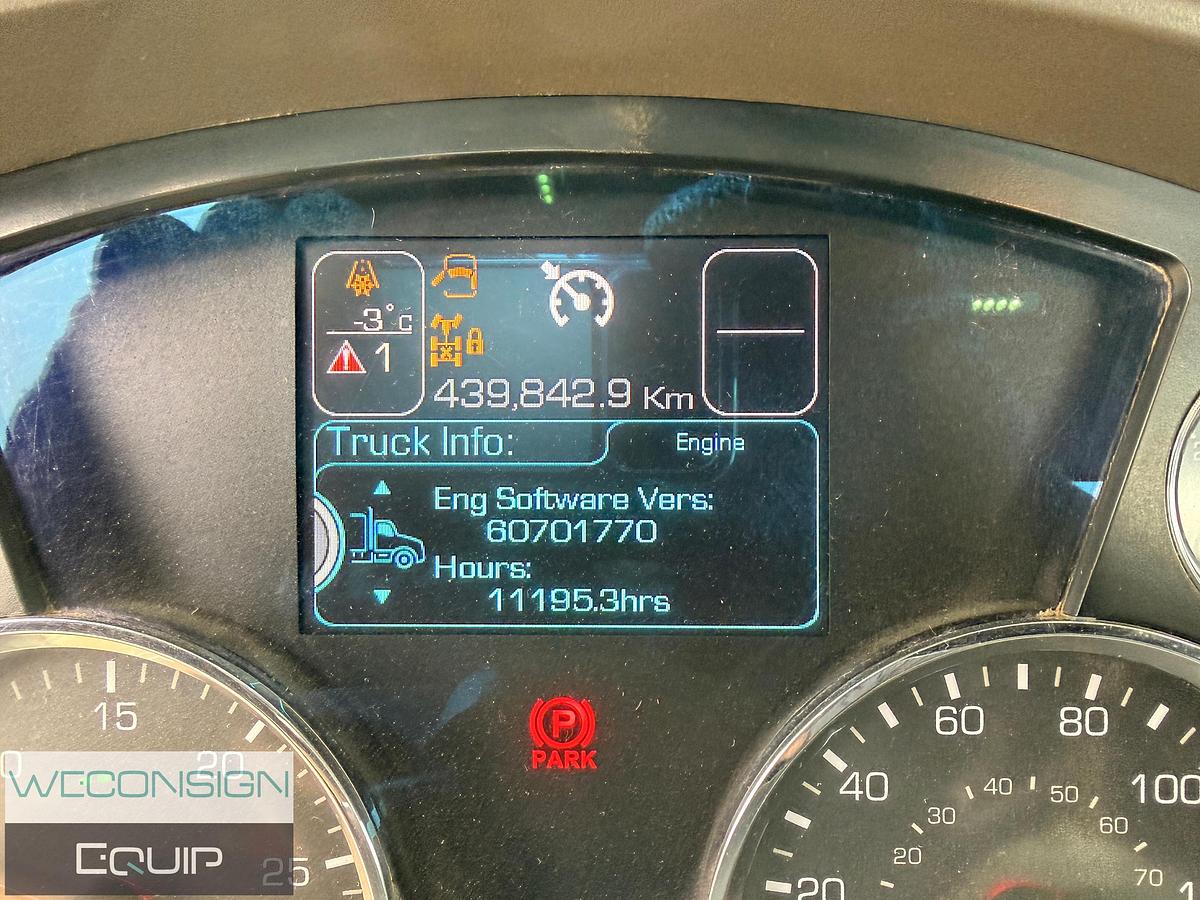 -3°c
1
439,842.9 Km
Truck Info:
Engine
Eng Software Vers:
60701770
Hours:
11195.3hrs
P
PARK
15
20
25
20
40
60
80
100
20
30
40
50
60
70
WECONSIGN
EQUIP